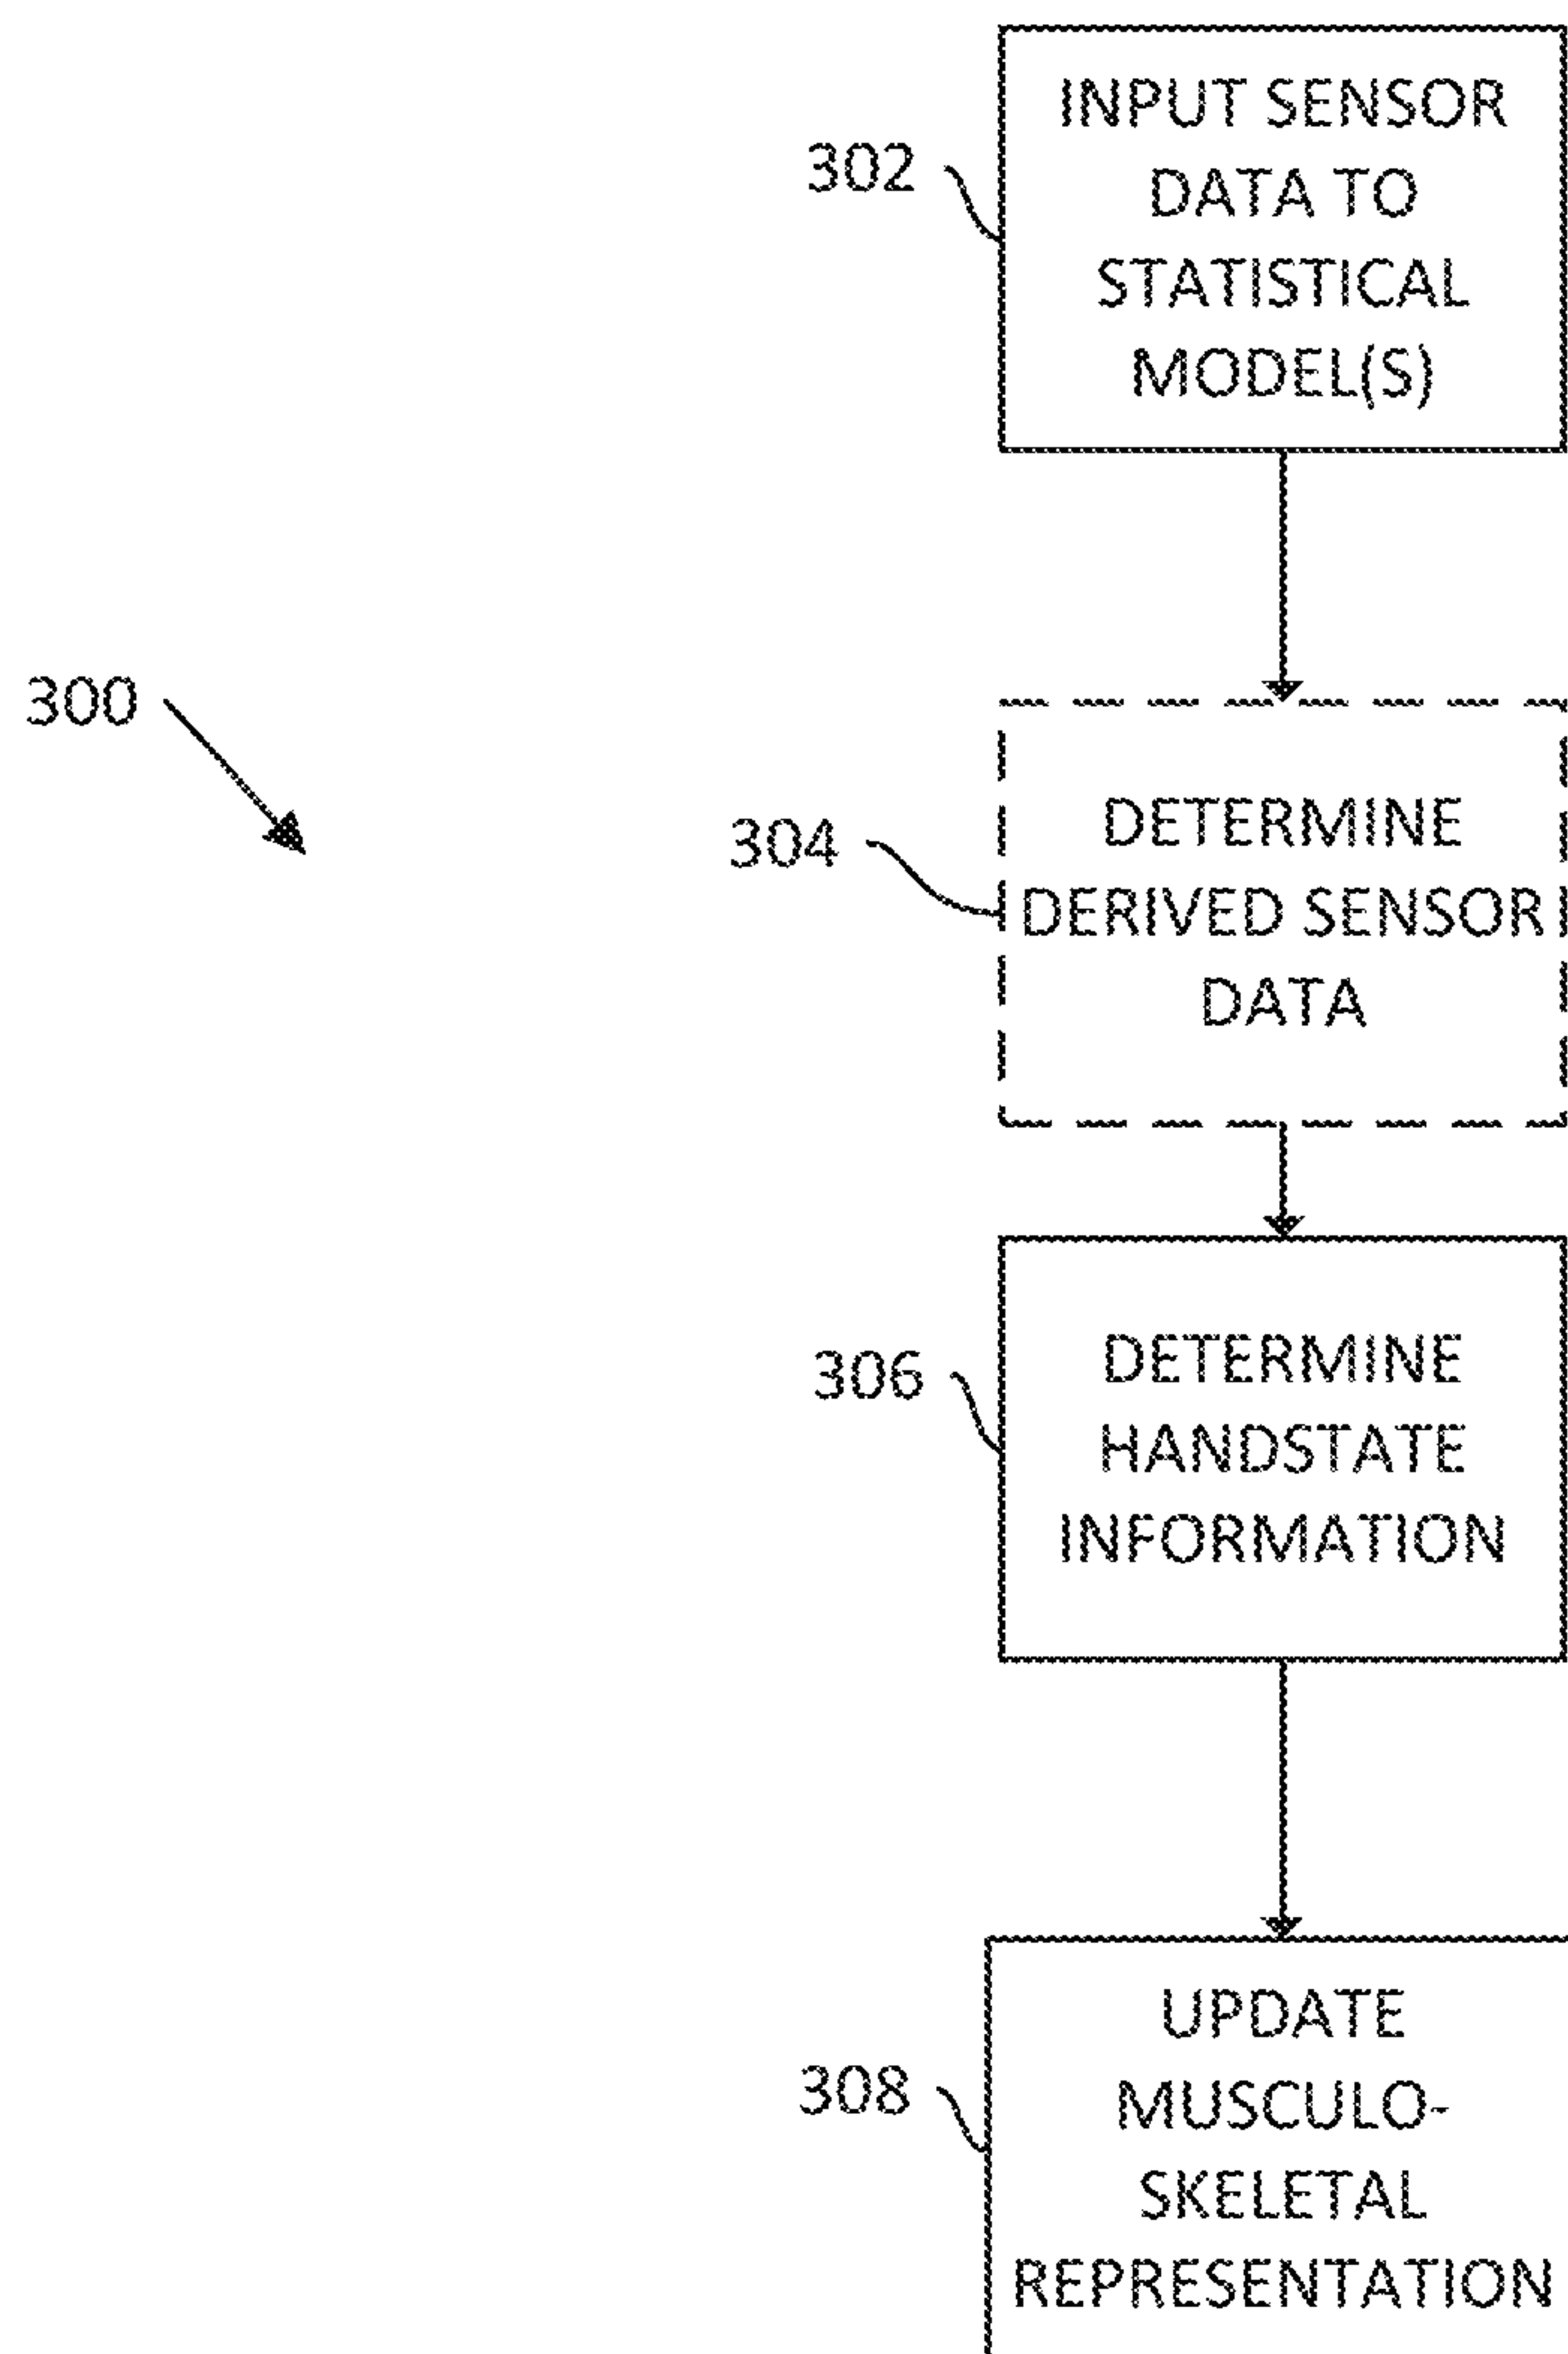 302
INPUT SENSOR
DATA TO
STATISTICAL
MODEL(S)
300
304
DETERMINE
DERIVED SENSOR
DATA
306
DETERMINE
HANDSTATE
INFORMATION
308
UPDATE
MUSCULO-
SKELETAL
REPRESENTATION